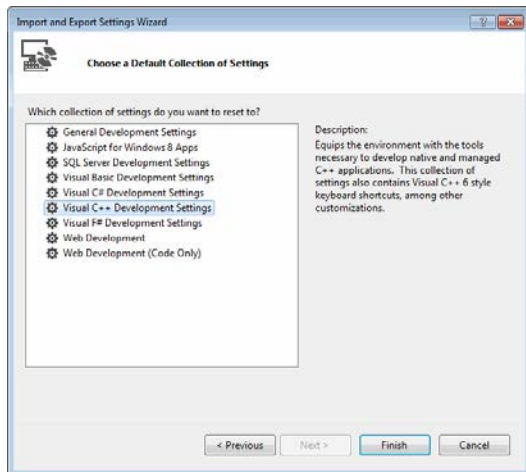 Import and Export Settings Wizard
Choose a Default Collection of Settings
Which collection of settings do you want to reset to?
General Development Settings
JavaScript for Windows 8 Apps
SQL Server Development Settings
Visual Basic Development Settings
Visual C# Development Settings
Visual C++ Development Settings
Visual F# Development Settings
Web Development
Web Development (Code Only)
Description:
Equips the environment with the tools
necessary to develop native and managed
C++ applications. This collection of
settings also contains Visual C++ 6 style
keyboard shortcuts, among other
customizations.
< Previous
Next >
Finish
Cancel